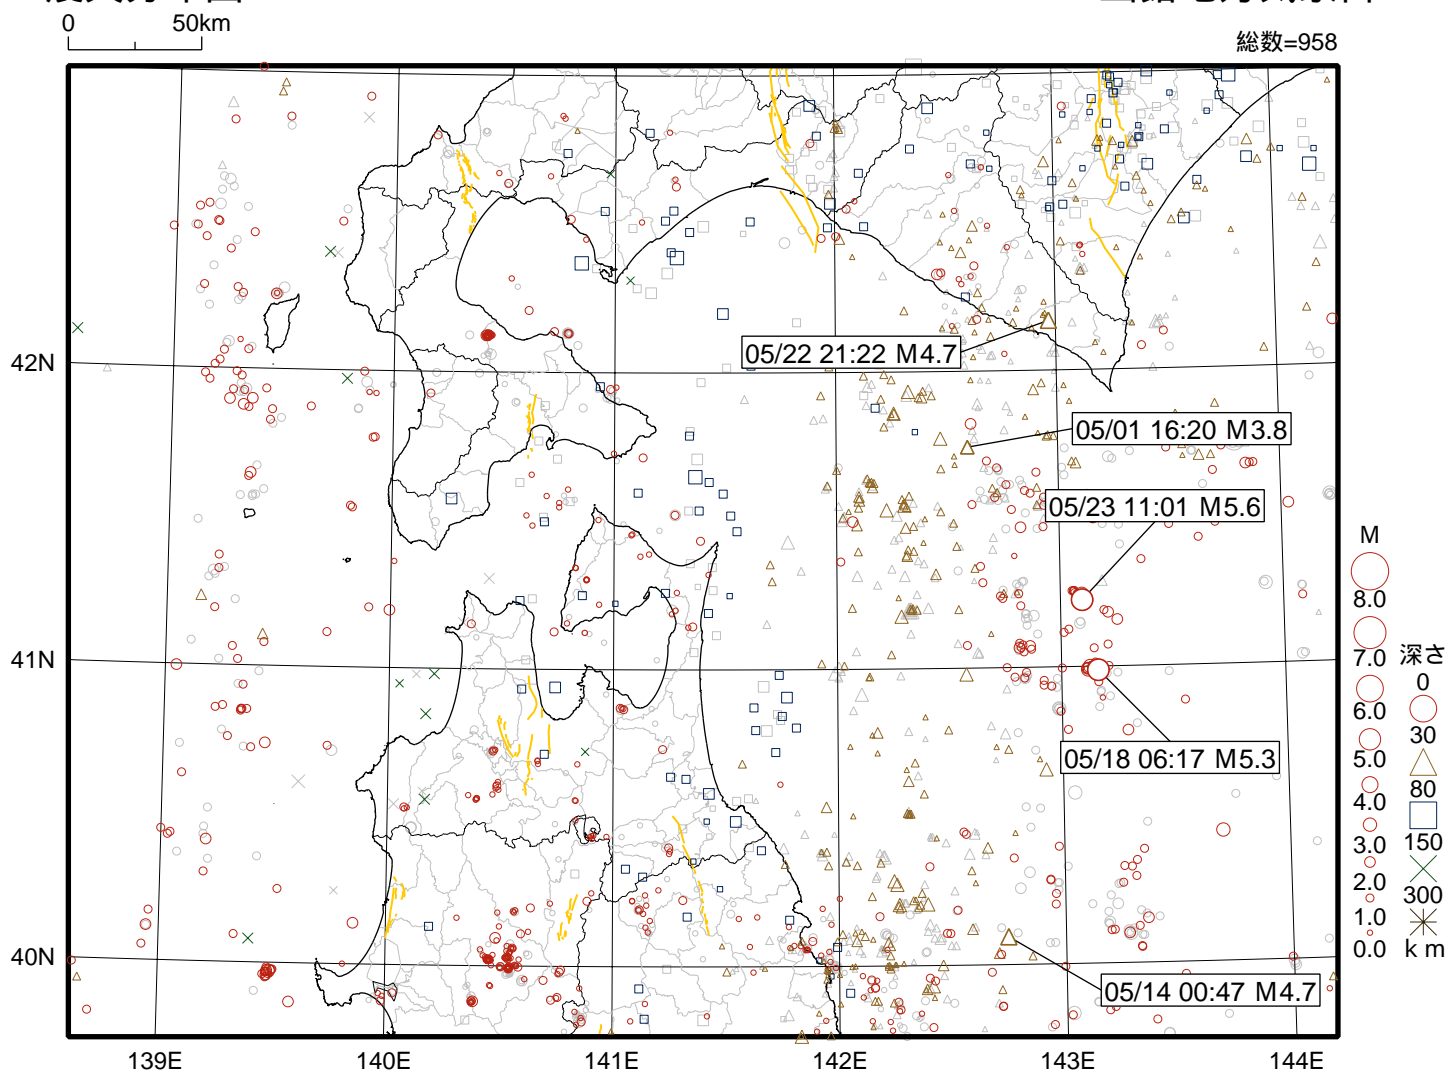 0 50km
総数=958
42N
41N
40N
139E 140E 141E 142E 143E 144E
05/22 21:22 M4.7
05/01 16:20 M3.8
05/23 11:01 M5.6
05/18 06:17 M5.3
05/14 00:47 M4.7
M
8.0
7.0
6.0
5.0
4.0
3.0
2.0
1.0
0.0
深さ
0
30
80
150
300
km